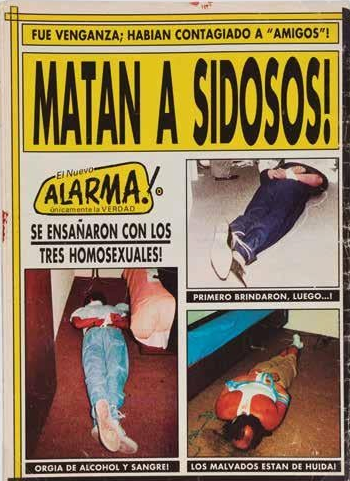 FUE VENGANZA; HABIAN CONTAGIADO A "AMIGOS"!
MATAN A SIDOSOS!
El Nuevo
ALARMA!
únicamente la VERDAD
SE ENSAÑARON CON LOS
TRES HOMOSEXUALES!
PRIMERO BRINDARON, LUEGO...!
ORGIA DE ALCOHOL Y SANGRE!
LOS MALVADOS ESTAN DE HUIDA!